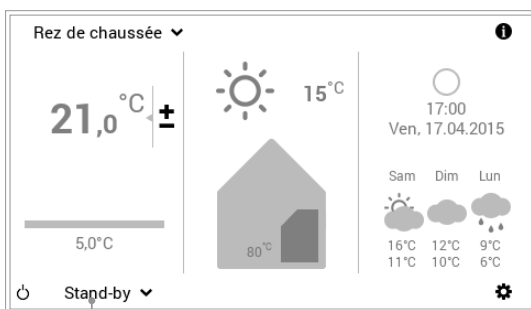 Rez de chaussée
21,0 °C ±
5,0°C
Stand-by
15°C
80°C
17:00
Ven, 17.04.2015
Sam Dim Lun
16°C 12°C 9°C
11°C 10°C 6°C